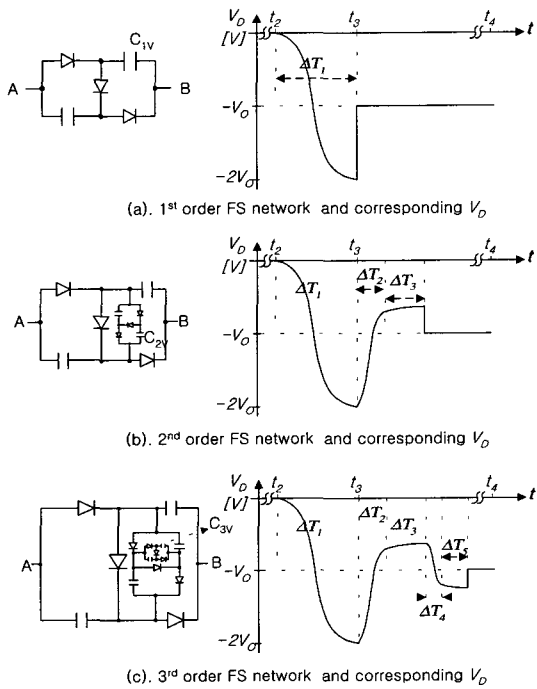 C1V
A
B
VD
[V]
t2
t3
t4
t
ΔT1
-VO
-2VO
(a). 1st order FS network and corresponding VD
A
B
C2V
VD
[V]
t2
t3
t4
t
ΔT1
ΔT2
ΔT3
-VO
-2VO
(b). 2nd order FS network and corresponding VD
A
B
C3V
VD
[V]
t2
t3
t4
t
ΔT1
ΔT2
ΔT3
ΔT5
-VO
ΔT4
-2VO
(c). 3rd order FS network and corresponding VD